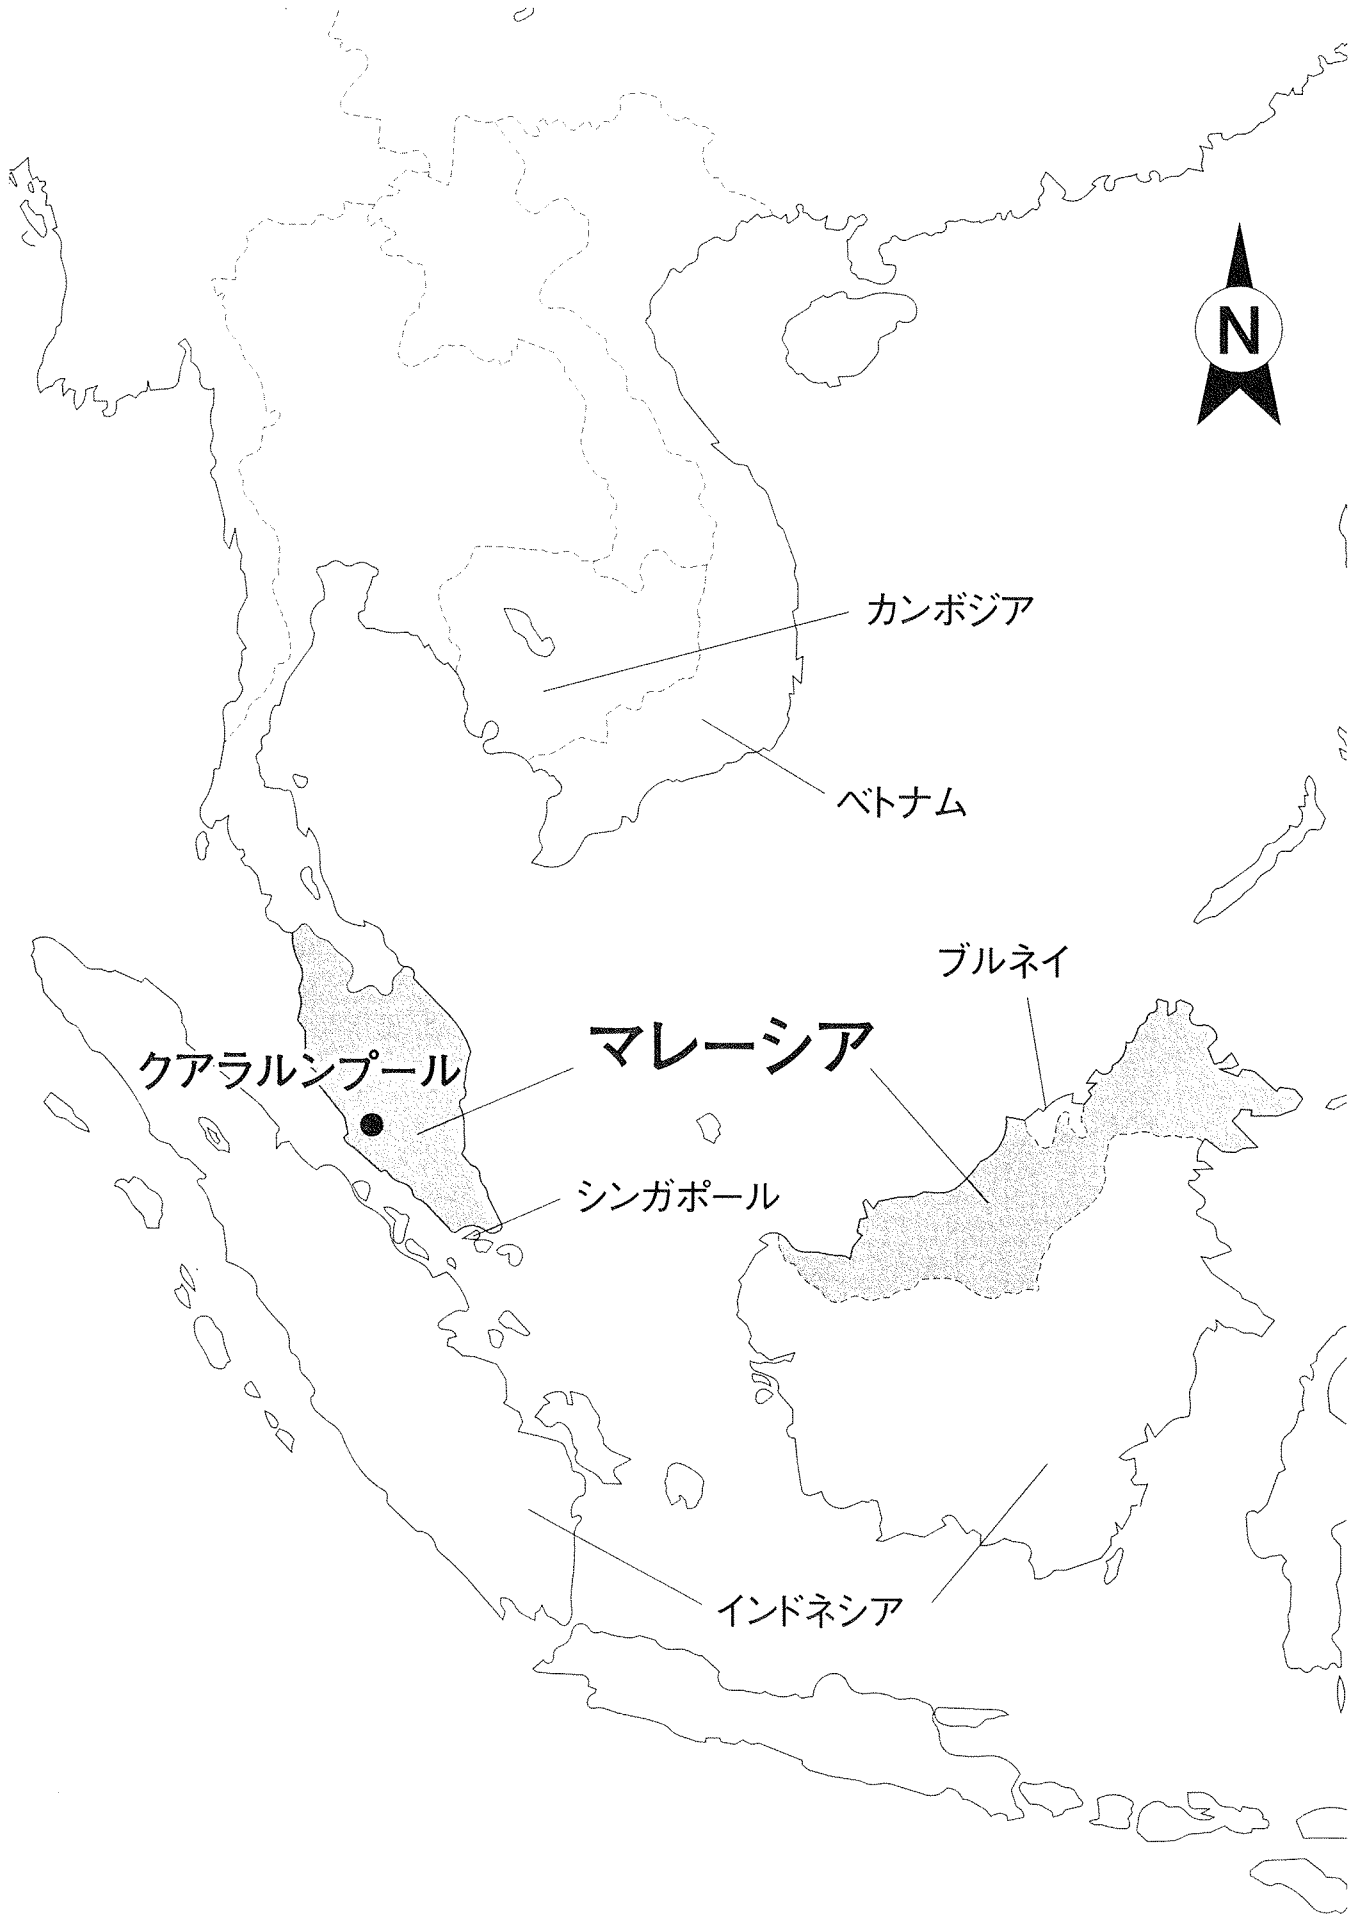 N
カンボジア
ベトナム
ブルネイ
マレーシア
クアラルンプール
シンガポール
インドネシア